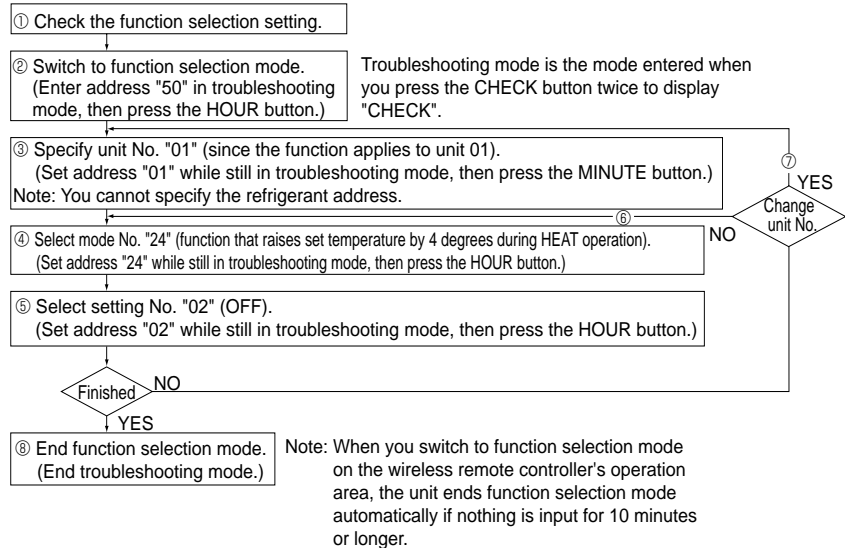 ① Check the function selection setting.
② Switch to function selection mode.
(Enter address "50" in troubleshooting
mode, then press the HOUR button.)
Troubleshooting mode is the mode entered when
you press the CHECK button twice to display
"CHECK".
③ Specify unit No. "01" (since the function applies to unit 01).
(Set address "01" while still in troubleshooting mode, then press the MINUTE button.)
Note: You cannot specify the refrigerant address.
⑦
YES
Change
unit No.
NO
⑥
④ Select mode No. "24" (function that raises set temperature by 4 degrees during HEAT operation).
(Set address "24" while still in troubleshooting mode, then press the HOUR button.)
⑤ Select setting No. "02" (OFF).
(Set address "02" while still in troubleshooting mode, then press the HOUR button.)
Finished
NO
YES
⑧ End function selection mode.
(End troubleshooting mode.)
Note: When you switch to function selection mode
on the wireless remote controller's operation
area, the unit ends function selection mode
automatically if nothing is input for 10 minutes
or longer.